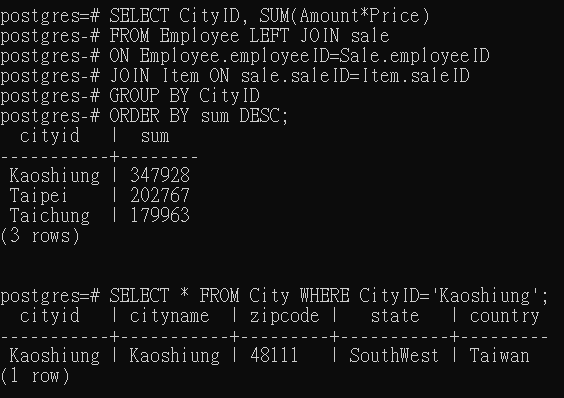 postgres=# SELECT CityID, SUM(Amount*Price)
postgres-# FROM Employee LEFT JOIN sale
postgres-# ON Employee.employeeID=Sale.employeeID
postgres-# JOIN Item ON sale.saleID=Item.saleID
postgres-# GROUP BY CityID
postgres-# ORDER BY sum DESC;
  cityid   |  sum
-----------+--------
 Kaoshiung | 347928
 Taipei    | 202767
 Taichung  | 179963
(3 rows)

postgres=# SELECT * FROM City WHERE CityID='Kaoshiung';
  cityid   | cityname  | zipcode |   state   | country
-----------+-----------+---------+-----------+---------
 Kaoshiung | Kaoshiung | 48111   | SouthWest | Taiwan
(1 row)